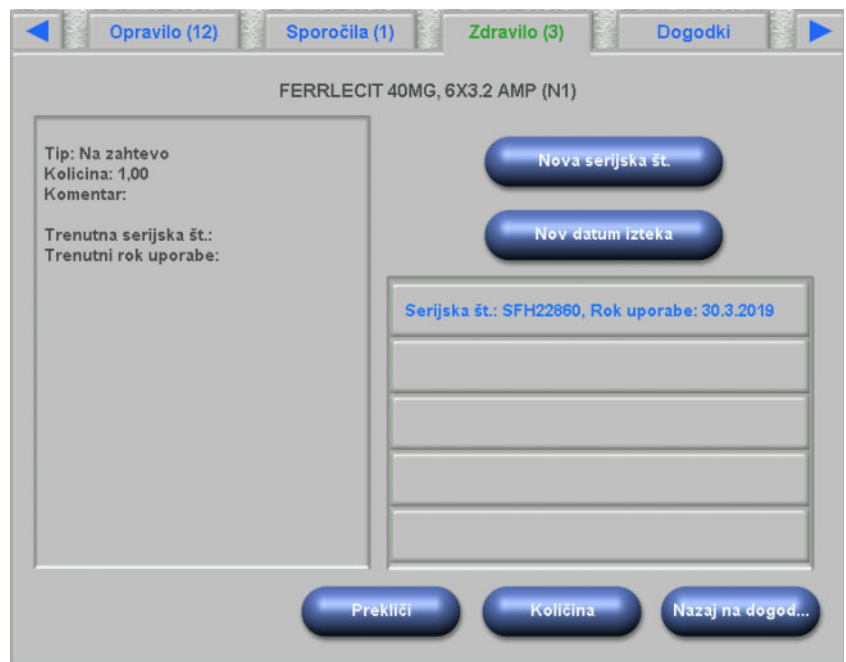 Opravilo (12) Sporočila (1) Zdravilo (3) Dogodki
FERRLECIT 40MG, 6X3.2 AMP (N1)
Tip: Na zahtevo
Kolicina: 1,00
Komentar:
Trenutna serijska št.:
Trenutni rok uporabe:
Nova serijska št.
Nov datum izteka
Serijska št.: SFH22860, Rok uporabe: 30.3.2019
Prekliči Količina Nazaj na dogod...